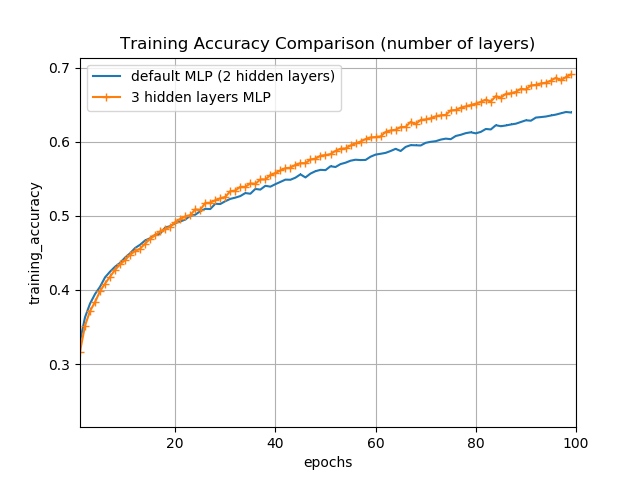 Training Accuracy Comparison (number of layers)
default MLP (2 hidden layers)
3 hidden layers MLP
0.7
0.6
0.5
0.4
0.3
training_accuracy
20
40
60
80
100
epochs